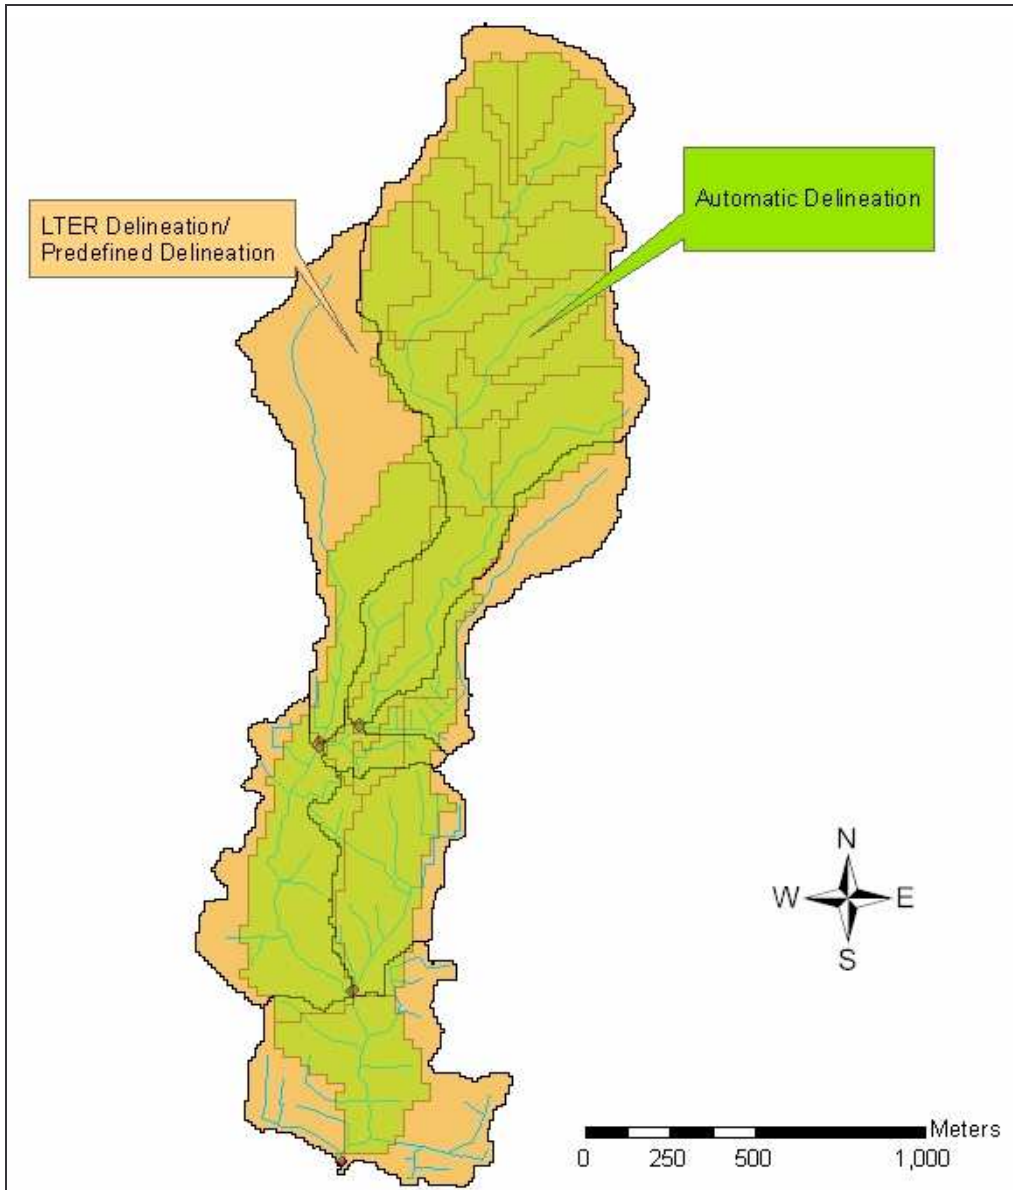 LTER Delineation/
Predefined Delineation
Automatic Delineation
N
W E
S
Meters
0 250 500 1,000